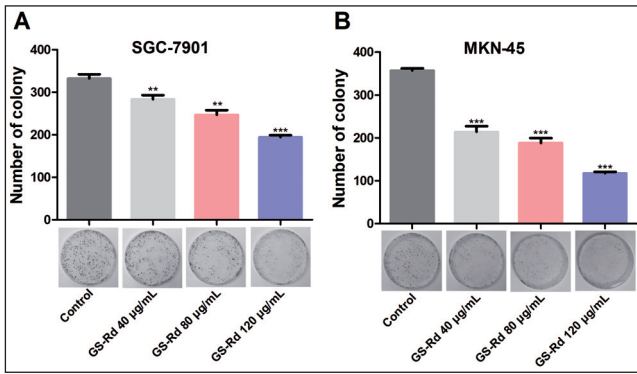 A
SGC-7901
Number of colony
400
300
200
100
0
**
**
***
Control
GS-Rd 40 µg/mL
GS-Rd 80 µg/mL
GS-Rd 120 µg/mL
B
MKN-45
Number of colony
400
300
200
100
0
***
***
***
Control
GS-Rd 40 µg/mL
GS-Rd 80 µg/mL
GS-Rd 120 µg/mL